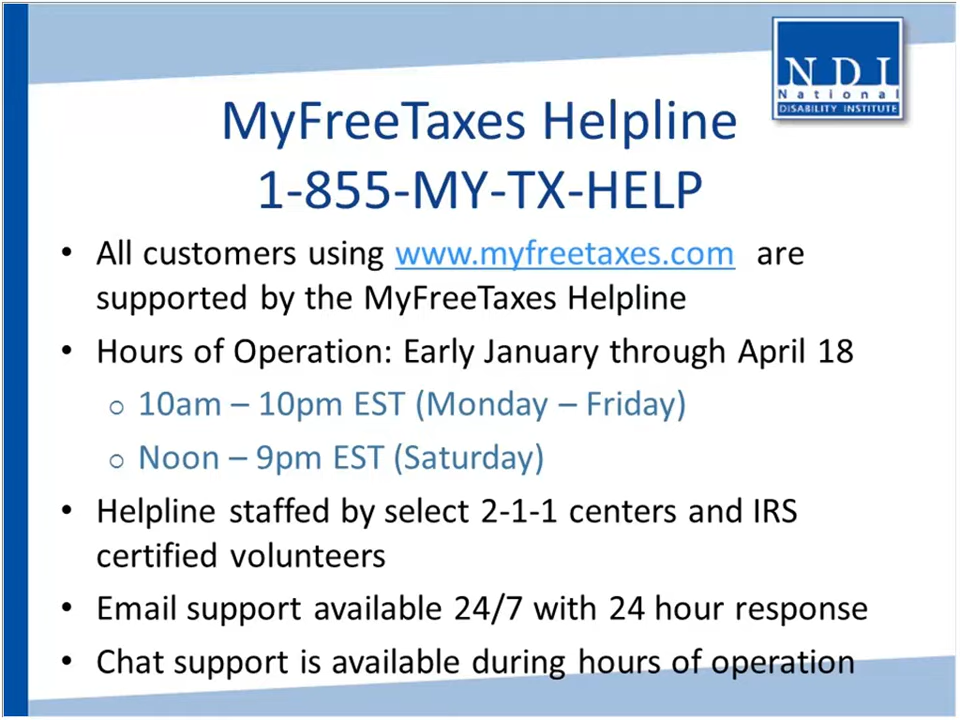 NDI
National
DISABILITY INSTITUTE
MyFreeTaxes Helpline
1-855-MY-TX-HELP
• All customers using www.myfreetaxes.com are
supported by the MyFreeTaxes Helpline
• Hours of Operation: Early January through April 18
○ 10am – 10pm EST (Monday – Friday)
○ Noon – 9pm EST (Saturday)
• Helpline staffed by select 2-1-1 centers and IRS
certified volunteers
• Email support available 24/7 with 24 hour response
• Chat support is available during hours of operation